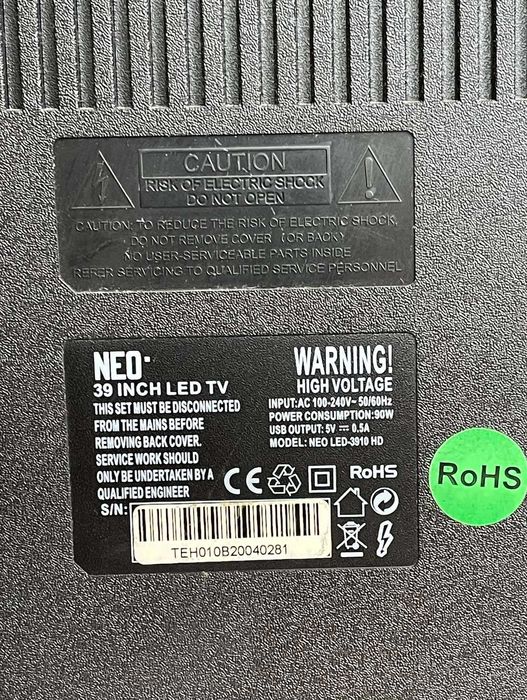 CAUTION
RISK OF ELECTRIC SHOCK
DO NOT OPEN
CAUTION: TO REDUCE THE RISK OF ELECTRIC SHOCK,
DO NOT REMOVE COVER (OR BACK)
NO USER-SERVICEABLE PARTS INSIDE
REFER SERVICING TO QUALIFIED SERVICE PERSONNEL
NEO
39 INCH LED TV
THIS SET MUST BE DISCONNECTED
FROM THE MAINS BEFORE
REMOVING BACK COVER.
SERVICE WORK SHOULD
ONLY BE UNDERTAKEN BY A
QUALIFIED ENGINEER
S/N:
TEH010B20040281
WARNING!
HIGH VOLTAGE
INPUT:AC 100-240V~ 50/60Hz
POWER CONSUMPTION:90W
USB OUTPUT: 5V ⎓ 0.5A
MODEL: NEO LED-3910 HD
CE RoHS
RoHS